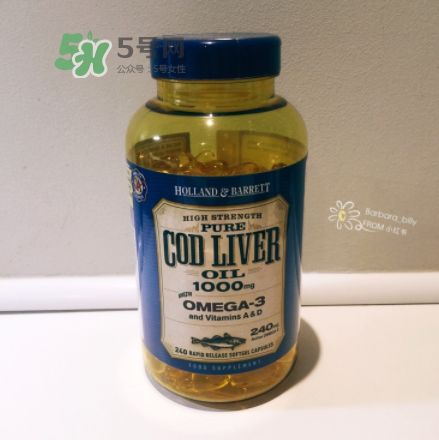 5号网
公众号:5号女性
Barbara_billy
FROM 小红书
HOLLAND & BARRETT
HIGH STRENGTH
PURE
COD LIVER
OIL
1000mg
WITH
OMEGA-3
and Vitamins A & D
240mg
240 RAPID RELEASE SOFTGEL CAPSULES
FOOD SUPPLEMENT